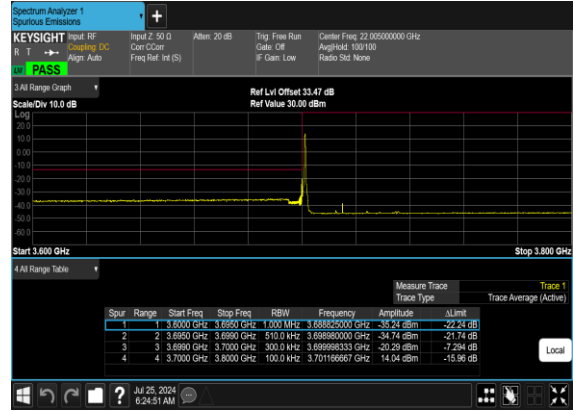 Spectrum Analyzer 1
Spurious Emissions
+
KEYSIGHT Input: RF Input Z: 50 Ω Atten: 20 dB Trig: Free Run Center Freq: 22.005000000 GHz
R T Coupling: DC Corr CCorr Gate: Off Avg|Hold: 100/100
Align: Auto Freq Ref: Int (S) IF Gain: Low Radio Std: None
PASS
3 All Range Graph
Ref Lvl Offset 33.47 dB
Scale/Div 10.0 dB Ref Value 30.00 dBm
Log
20.0
10.0
0.00
-10.0
-20.0
-30.0
-40.0
-50.0
-60.0
Start 3.600 GHz Stop 3.800 GHz
4 All Range Table
Measure Trace Trace 1
Trace Type Trace Average (Active)
Spur Range Start Freq Stop Freq RBW Frequency Amplitude ΔLimit
1 1 3.6000 GHz 3.6950 GHz 1.000 MHz 3.688825000 GHz -35.24 dBm -22.24 dB
2 2 3.6950 GHz 3.6990 GHz 510.0 kHz 3.698980000 GHz -34.74 dBm -21.74 dB
3 3 3.6990 GHz 3.7000 GHz 300.0 kHz 3.699998333 GHz -20.29 dBm -7.294 dB
4 4 3.7000 GHz 3.8000 GHz 100.0 kHz 3.701166667 GHz 14.04 dBm -15.96 dB
Local
? Jul 25, 2024
6:24:51 AM